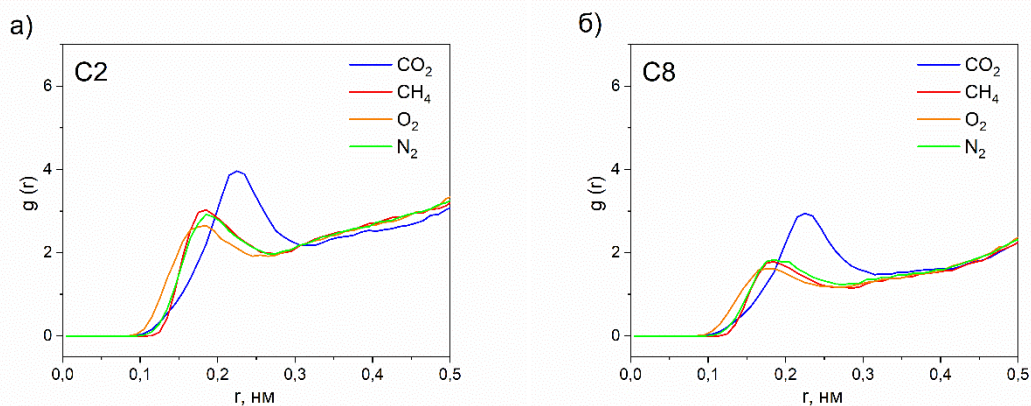 а)
C2
CO₂
CH₄
O₂
N₂
g (r)
6
4
2
0
0,0 0,1 0,2 0,3 0,4 0,5
r, нм
б)
C8
CO₂
CH₄
O₂
N₂
g (r)
6
4
2
0
0,0 0,1 0,2 0,3 0,4 0,5
r, нм